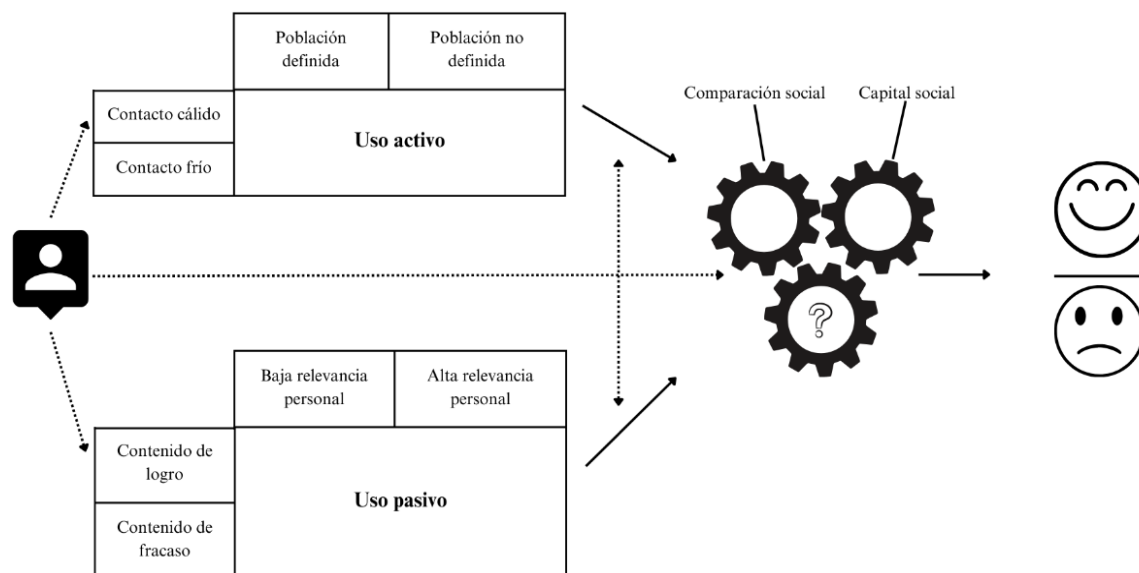 Población
definida
Población no
definida
Comparación social
Capital social
Contacto cálido
Uso activo
Contacto frío
?
Baja relevancia
personal
Alta relevancia
personal
Contenido de
logro
Uso pasivo
Contenido de
fracaso